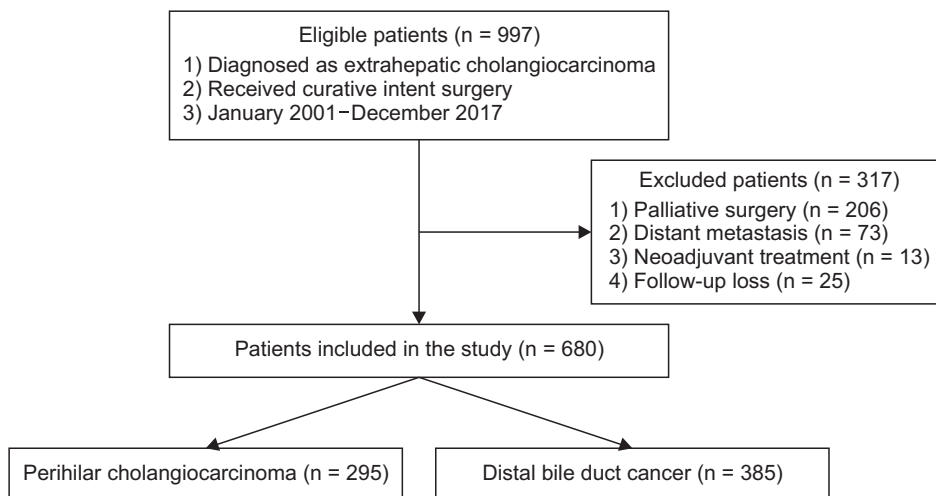 Eligible patients (n = 997)
1) Diagnosed as extrahepatic cholangiocarcinoma
2) Received curative intent surgery
3) January 2001−December 2017
Excluded patients (n = 317)
1) Palliative surgery (n = 206)
2) Distant metastasis (n = 73)
3) Neoadjuvant treatment (n = 13)
4) Follow-up loss (n = 25)
Patients included in the study (n = 680)
Perihilar cholangiocarcinoma (n = 295)
Distal bile duct cancer (n = 385)